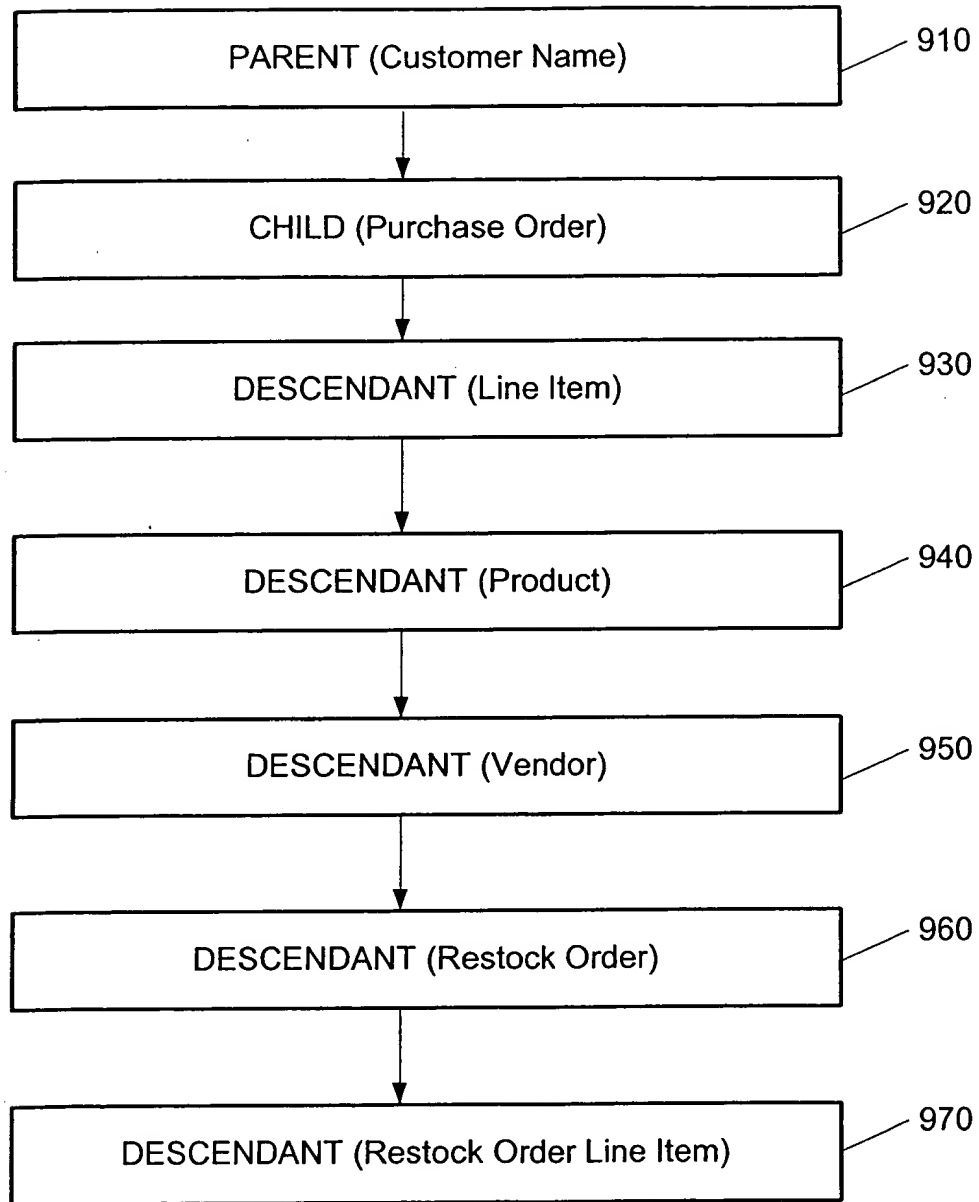 PARENT (Customer Name)
910
CHILD (Purchase Order)
920
DESCENDANT (Line Item)
930
DESCENDANT (Product)
940
DESCENDANT (Vendor)
950
DESCENDANT (Restock Order)
960
DESCENDANT (Restock Order Line Item)
970